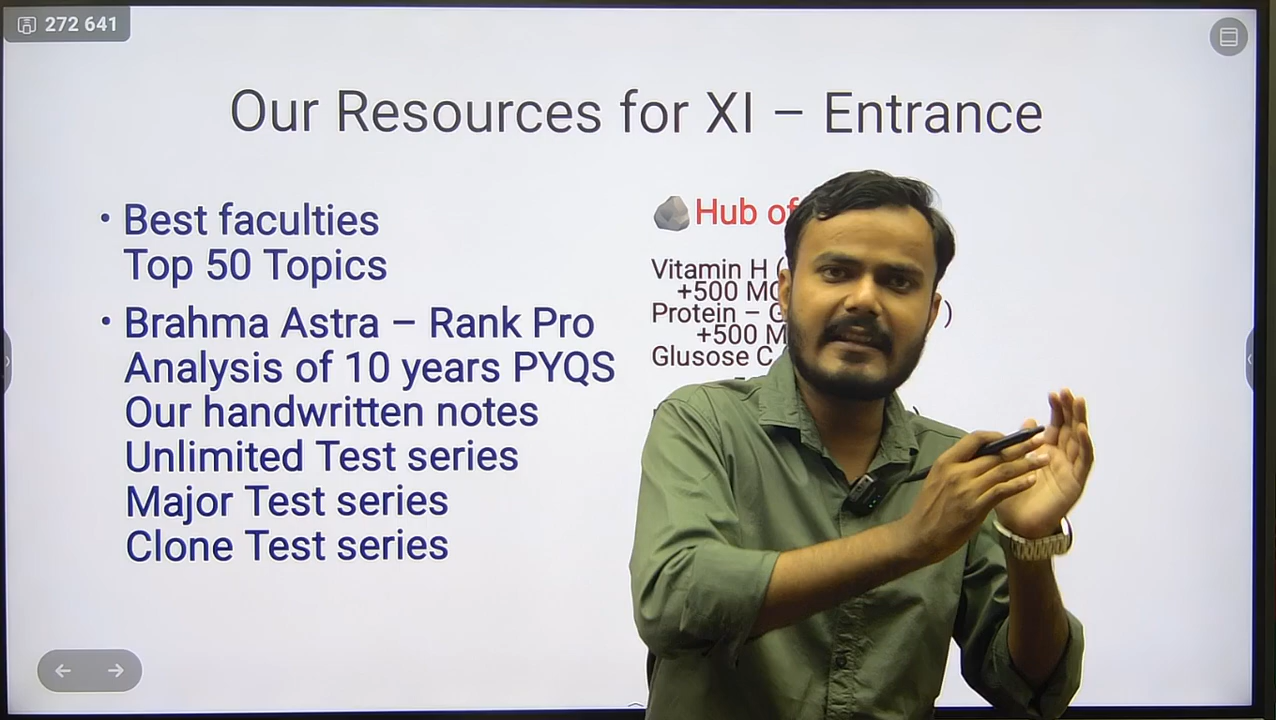 272 641
Our Resources for XI – Entrance
• Best faculties
Top 50 Topics
• Brahma Astra – Rank Pro
Analysis of 10 years PYQS
Our handwritten notes
Unlimited Test series
Major Test series
Clone Test series
Hub of
Vitamin H (
+500
Protein –
)
+500
Glusose C